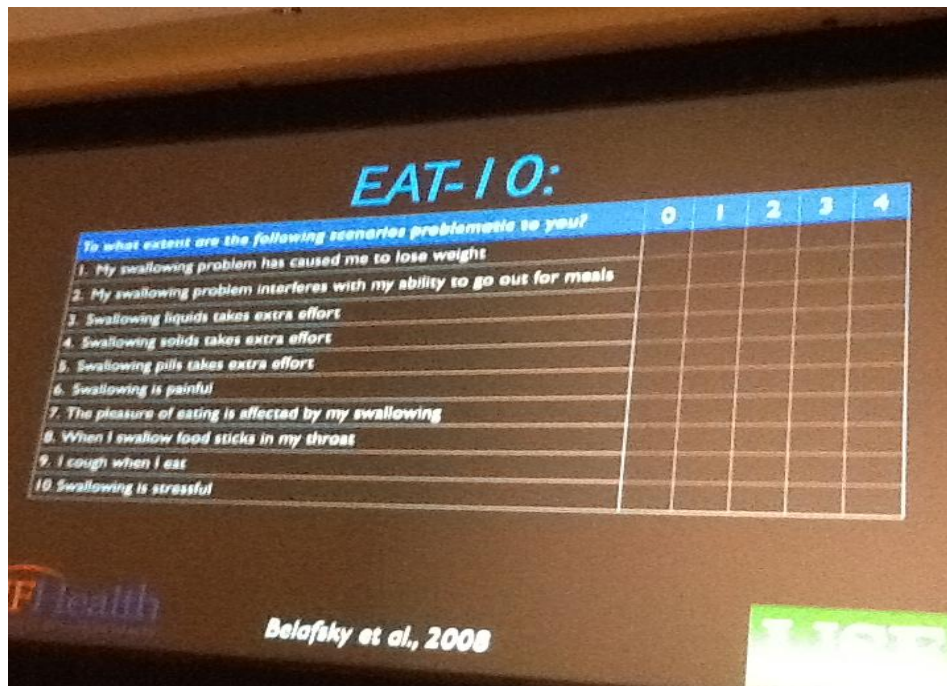 EAT-10:
To what extent are the following scenarios problematic to you? 0 1 2 3 4
1. My swallowing problem has caused me to lose weight
2. My swallowing problem interferes with my ability to go out for meals
3. Swallowing liquids takes extra effort
4. Swallowing solids takes extra effort
5. Swallowing pills takes extra effort
6. Swallowing is painful
7. The pleasure of eating is affected by my swallowing
8. When I swallow food sticks in my throat
9. I cough when I eat
10 Swallowing is stressful
F Health
Belafsky et al., 2008